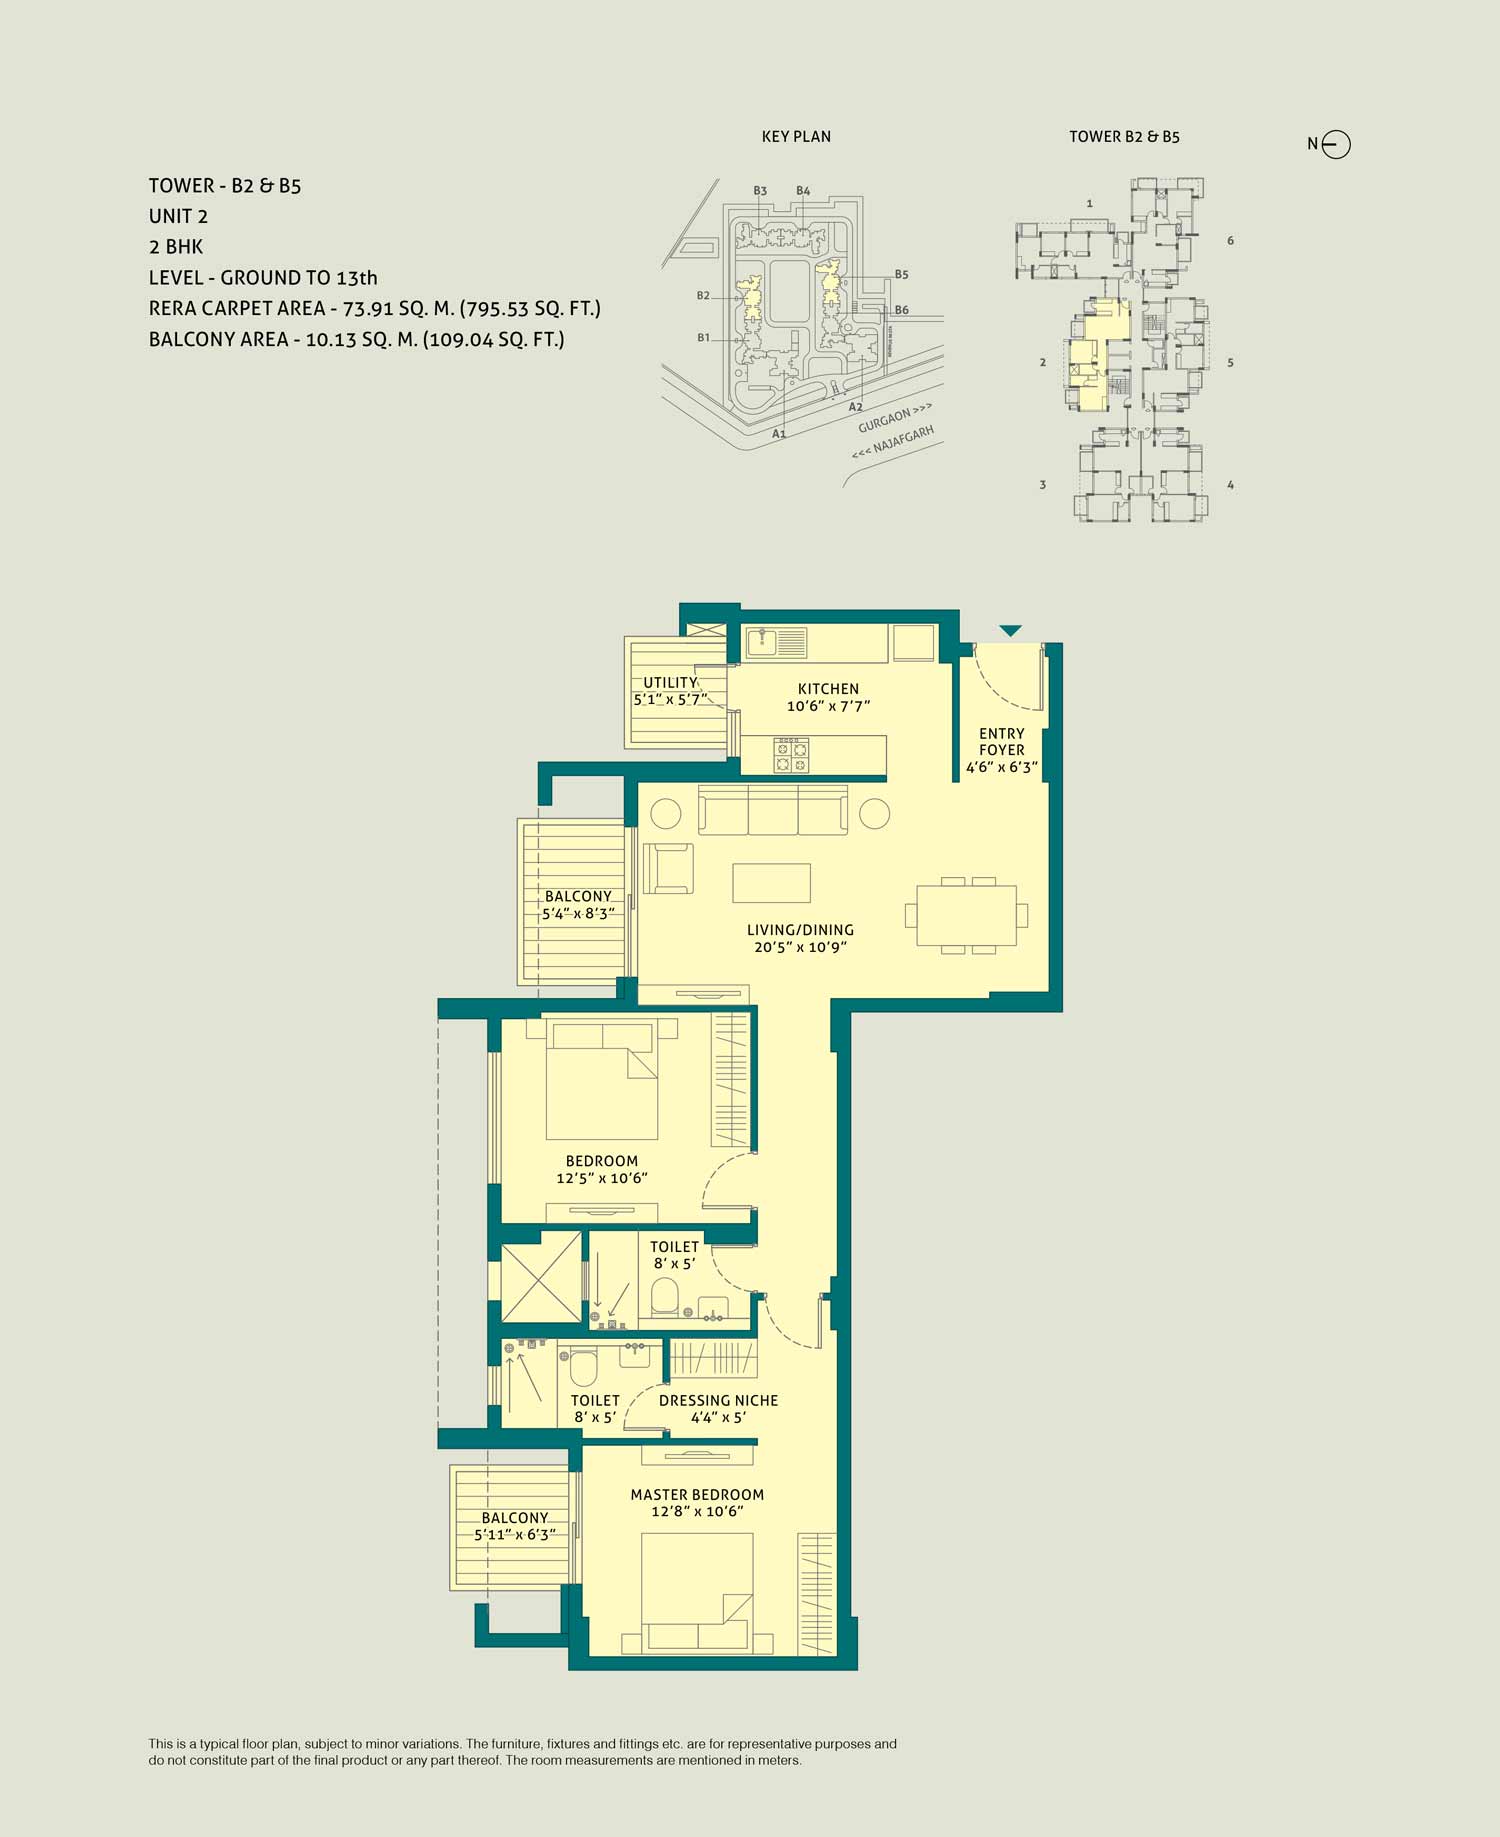 KEY PLAN
TOWER B2 & B5
N
TOWER - B2 & B5
UNIT 2
2 BHK
LEVEL - GROUND TO 13th
RERA CARPET AREA - 73.91 SQ. M. (795.53 SQ. FT.)
BALCONY AREA - 10.13 SQ. M. (109.04 SQ. FT.)
B3
B4
B5
B2
B6
B1
A2
A1
GURGAON >>>
<<< NAJAFGARH
1
6
2
5
3
4
UTILITY
5'1" x 5'7"
KITCHEN
10'6" x 7'7"
ENTRY
FOYER
4'6" x 6'3"
BALCONY
5'4" x 8'3"
LIVING/DINING
20'5" x 10'9"
BEDROOM
12'5" x 10'6"
TOILET
8' x 5'
TOILET
8' x 5'
DRESSING NICHE
4'4" x 5'
MASTER BEDROOM
12'8" x 10'6"
BALCONY
5'11" x 6'3"
This is a typical floor plan, subject to minor variations. The furniture, fixtures and fittings etc. are for representative purposes and
do not constitute part of the final product or any part thereof. The room measurements are mentioned in meters.